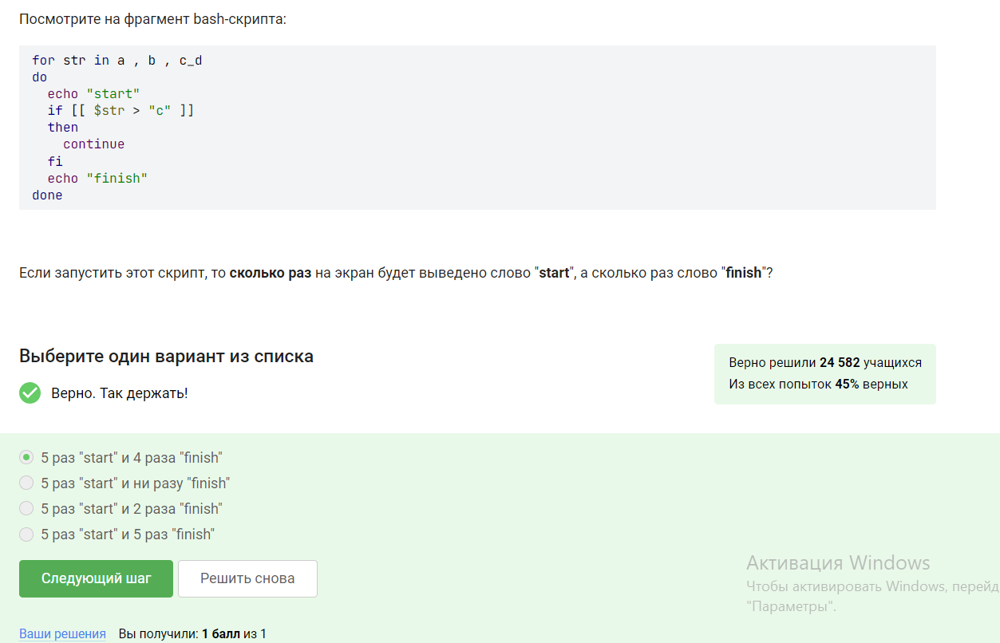 Посмотрите на фрагмент bash-скрипта:
for str in a , b , c_d
do
  echo "start"
  if [[ $str > "c" ]]
  then
    continue
  fi
  echo "finish"
done
Если запустить этот скрипт, то сколько раз на экран будет выведено слово "start", а сколько раз слово "finish"?
Выберите один вариант из списка
Верно. Так держать!
Верно решили 24 582 учащихся
Из всех попыток 45% верных
5 раз "start" и 4 раза "finish"
5 раз "start" и ни разу "finish"
5 раз "start" и 2 раза "finish"
5 раз "start" и 5 раз "finish"
Следующий шаг
Решить снова
Активация Windows
Чтобы активировать Windows, перейд
"Параметры".
Ваши решения Вы получили: 1 балл из 1